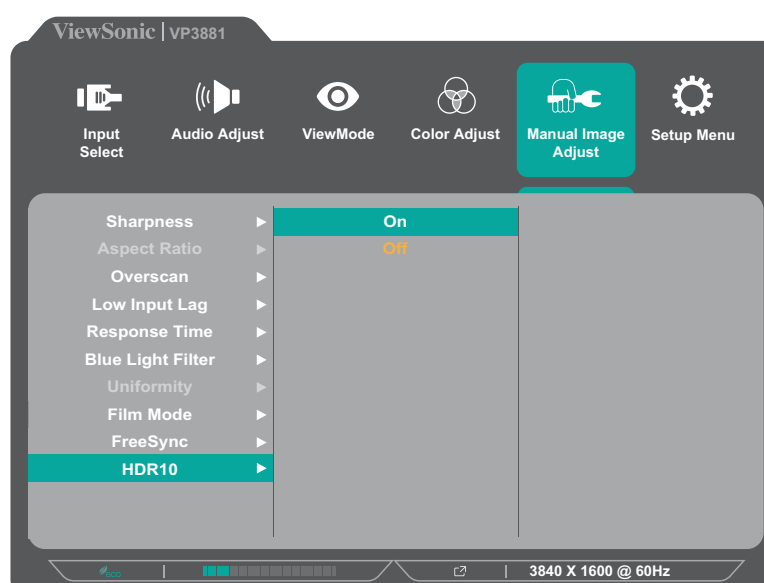 ViewSonic | VP3881
Input
Select
Audio Adjust
ViewMode
Color Adjust
Manual Image
Adjust
Setup Menu
Sharpness
On
Aspect Ratio
Off
Overscan
Low Input Lag
Response Time
Blue Light Filter
Uniformity
Film Mode
FreeSync
HDR10
eco
3840 X 1600 @ 60Hz